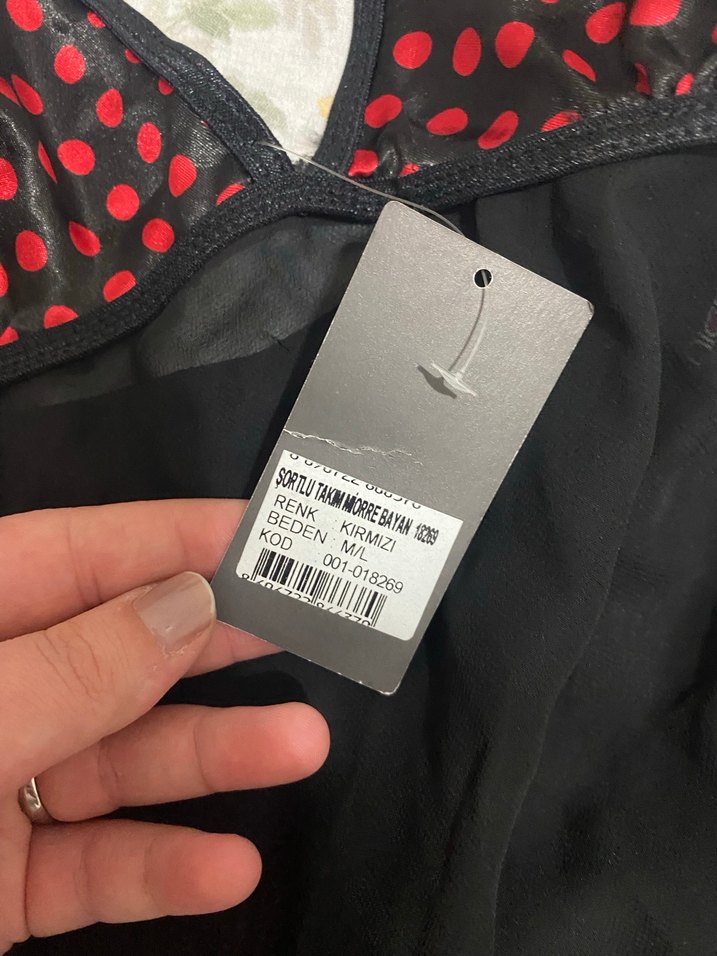 ŞORTLU TAKIM MİORRE BAYAN 18269
RENK : KIRMIZI
BEDEN : M/L
KOD 001-018269